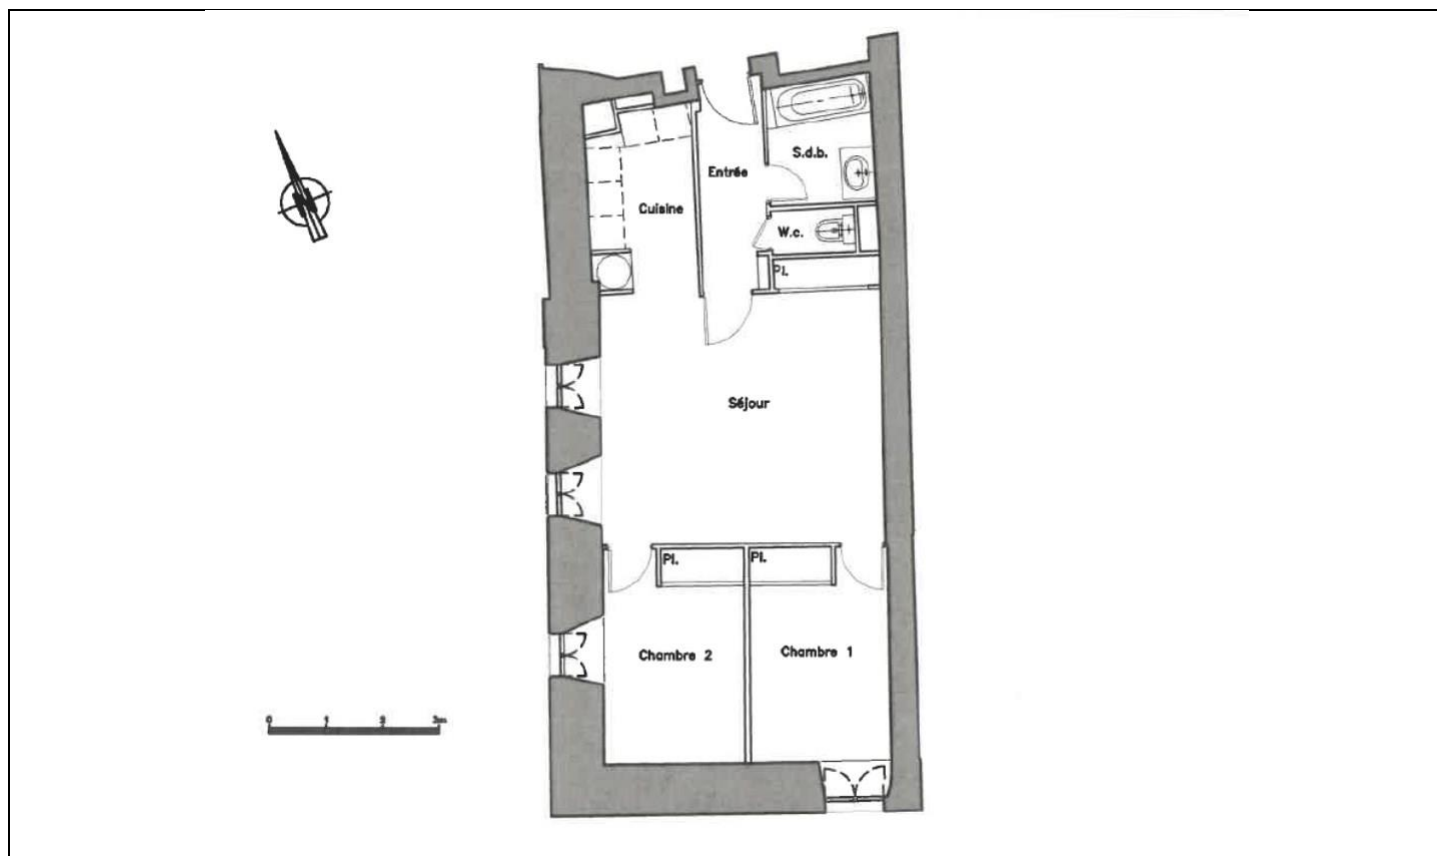 S.d.b.
Entrée
Cuisine
W.c.
Pl.
Séjour
Pl.
Pl.
Chambre 2
Chambre 1
0 1 2 3m